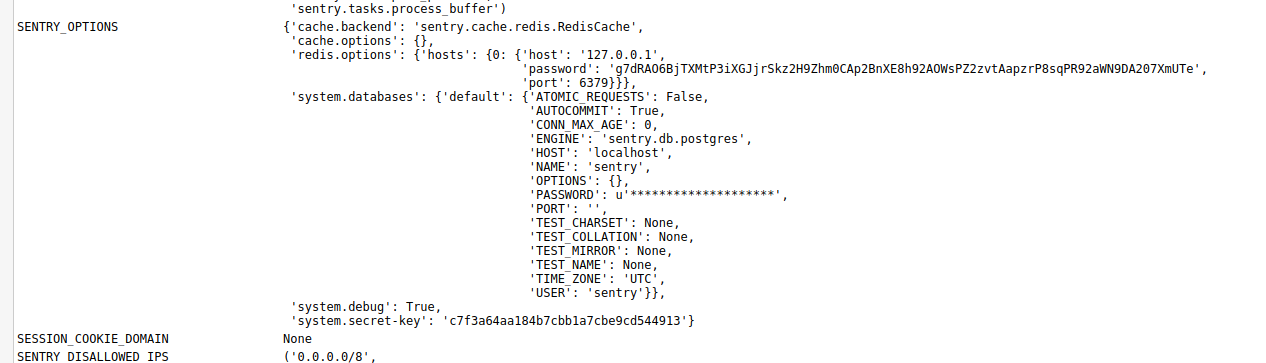 'sentry.tasks.process_buffer')
SENTRY_OPTIONS {'cache.backend': 'sentry.cache.redis.RedisCache',
'cache.options': {},
'redis.options': {'hosts': {0: {'host': '127.0.0.1',
'password': 'g7dRAO6BjTXMtP3iXGJjrSkz2H9Zhm0CAp2BnXE8h92AOWsPZ2zvtAapzrP8sqPR92aWN9DA207XmUTe',
'port': 6379}}},
'system.databases': {'default': {'ATOMIC_REQUESTS': False,
'AUTOCOMMIT': True,
'CONN_MAX_AGE': 0,
'ENGINE': 'sentry.db.postgres',
'HOST': 'localhost',
'NAME': 'sentry',
'OPTIONS': {},
'PASSWORD': u'********************',
'PORT': '',
'TEST_CHARSET': None,
'TEST_COLLATION': None,
'TEST_MIRROR': None,
'TEST_NAME': None,
'TIME_ZONE': 'UTC',
'USER': 'sentry'}},
'system.debug': True,
'system.secret-key': 'c7f3a64aa184b7cbb1a7cbe9cd544913'}
SESSION_COOKIE_DOMAIN None
SENTRY_DISALLOWED_IPS ('0.0.0.0/8',